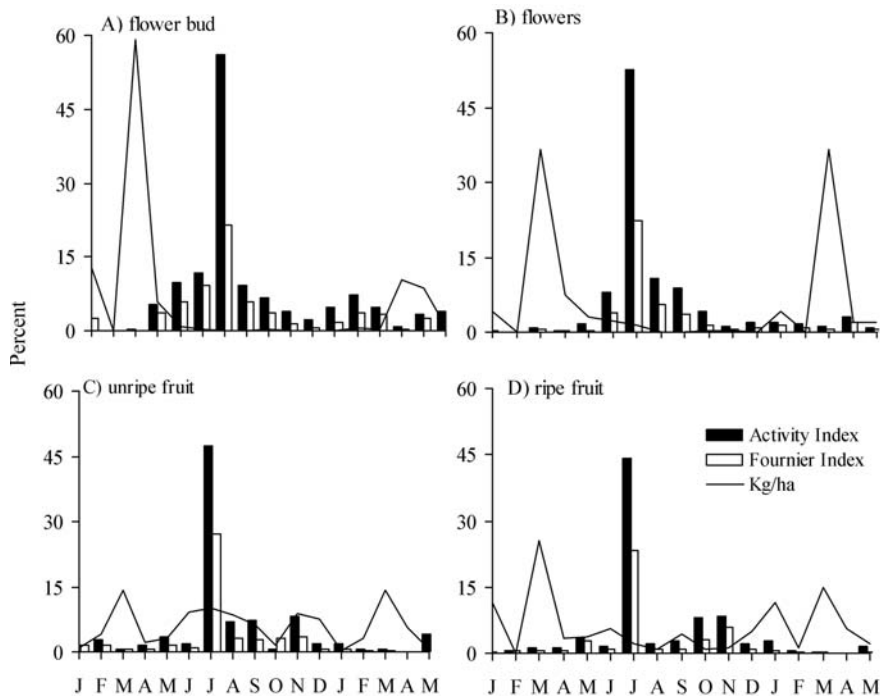 A) flower bud
60
45
30
15
0
B) flowers
60
45
30
15
0
Percent
C) unripe fruit
60
45
30
15
0
J F M A M J J A S O N D J F M A M
D) ripe fruit
60
45
30
15
0
Activity Index
Fournier Index
Kg/ha
J F M A M J J A S O N D J F M A M